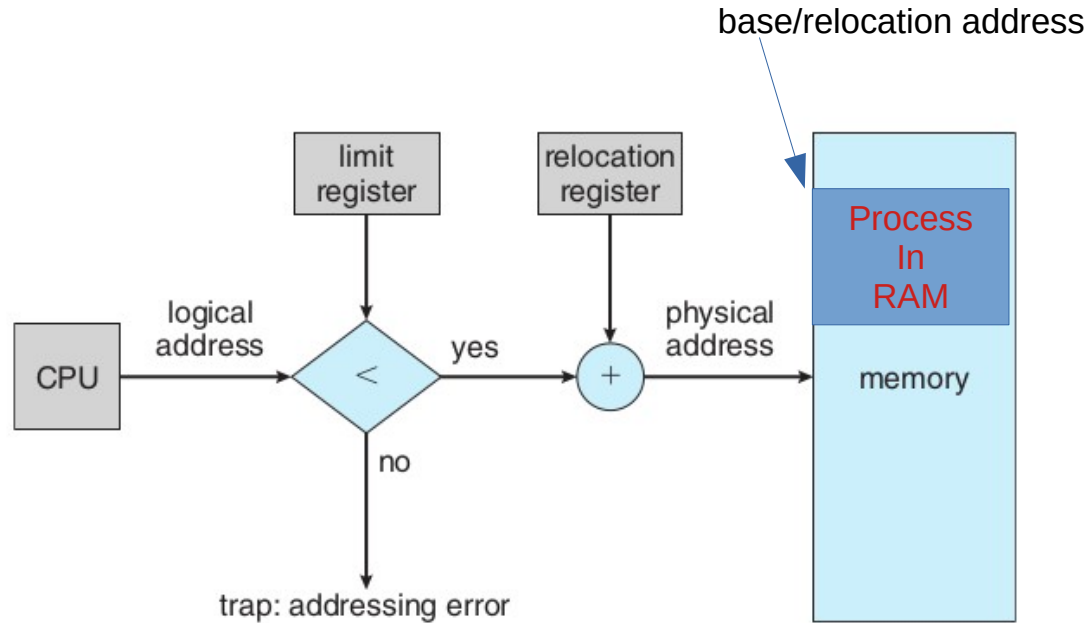 base/relocation address
limit
register
relocation
register
Process
In
RAM
logical
address
yes
physical
address
CPU
<
+
memory
no
trap: addressing error